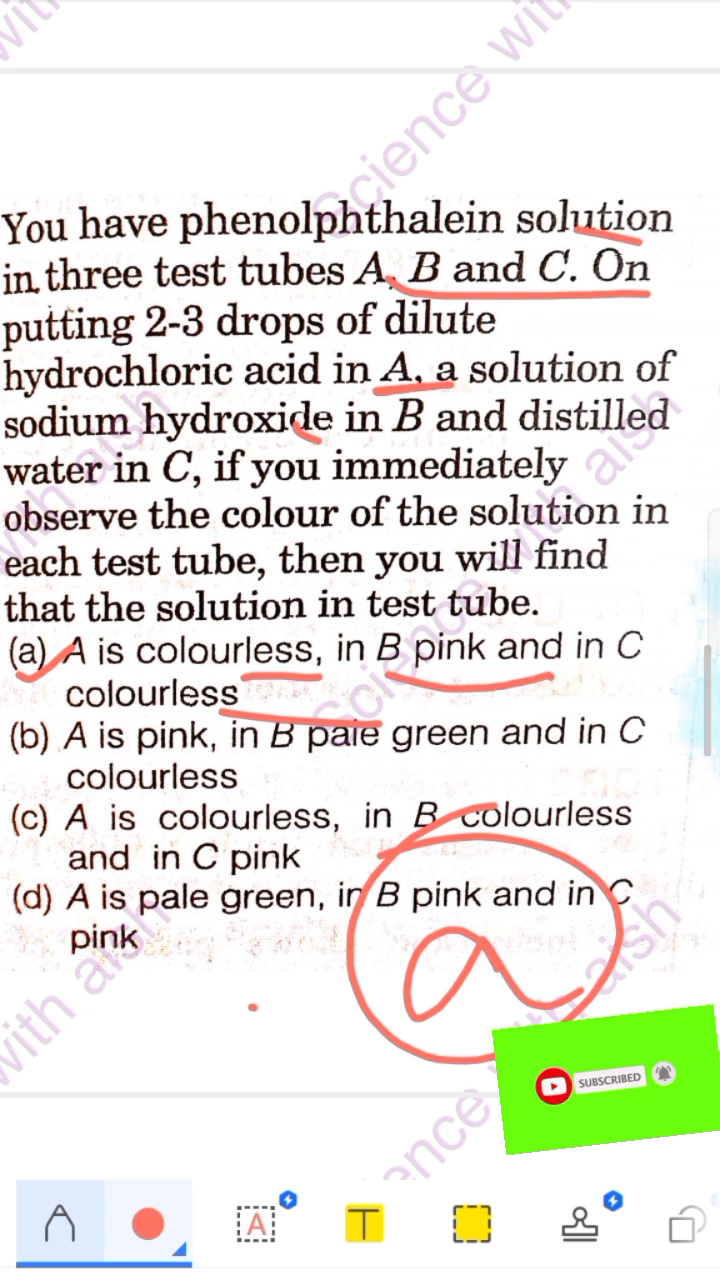 You have phenolphthalein solution
in three test tubes A, B and C. On
putting 2-3 drops of dilute
hydrochloric acid in A, a solution of
sodium hydroxide in B and distilled
water in C, if you immediately
observe the colour of the solution in
each test tube, then you will find
that the solution in test tube.
(a) A is colourless, in B pink and in C
colourless
(b) A is pink, in B pale green and in C
colourless
(c) A is colourless, in B colourless
and in C pink
(d) A is pale green, in B pink and in C
pink
a
SUBSCRIBED
Science with aish
A
T